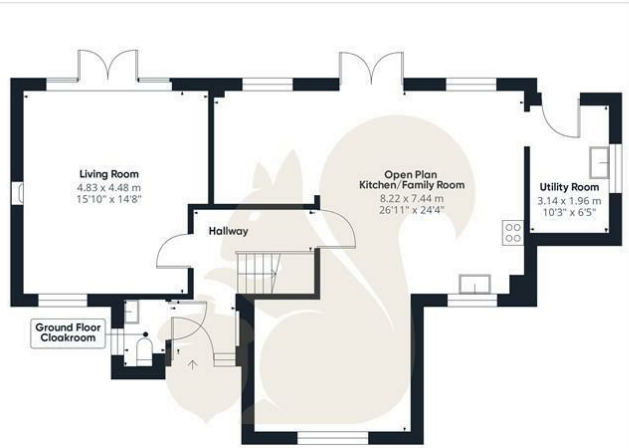 Living Room
4.83 x 4.48 m
15'10" x 14'8"
Open Plan
Kitchen/Family Room
8.22 x 7.44 m
26'11" x 24'4"
Utility Room
3.14 x 1.96 m
10'3" x 6'5"
Hallway
Ground Floor
Cloakroom